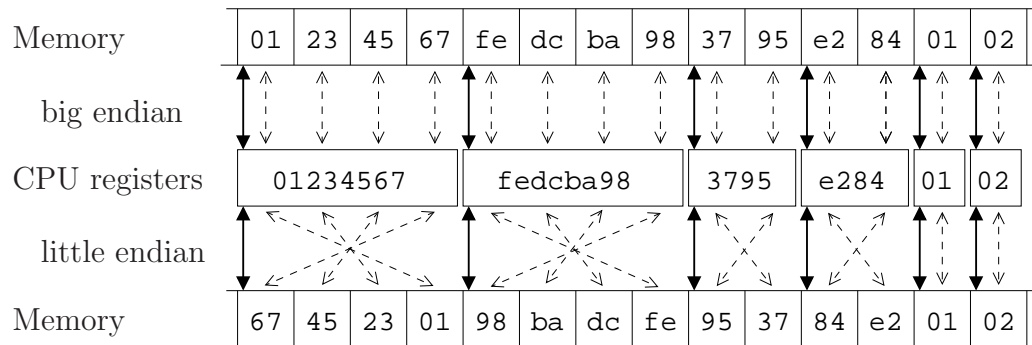 Memory 01 23 45 67 fe dc ba 98 37 95 e2 84 01 02
big endian
CPU registers 01234567 fedcba98 3795 e284 01 02
little endian
Memory 67 45 23 01 98 ba dc fe 95 37 84 e2 01 02